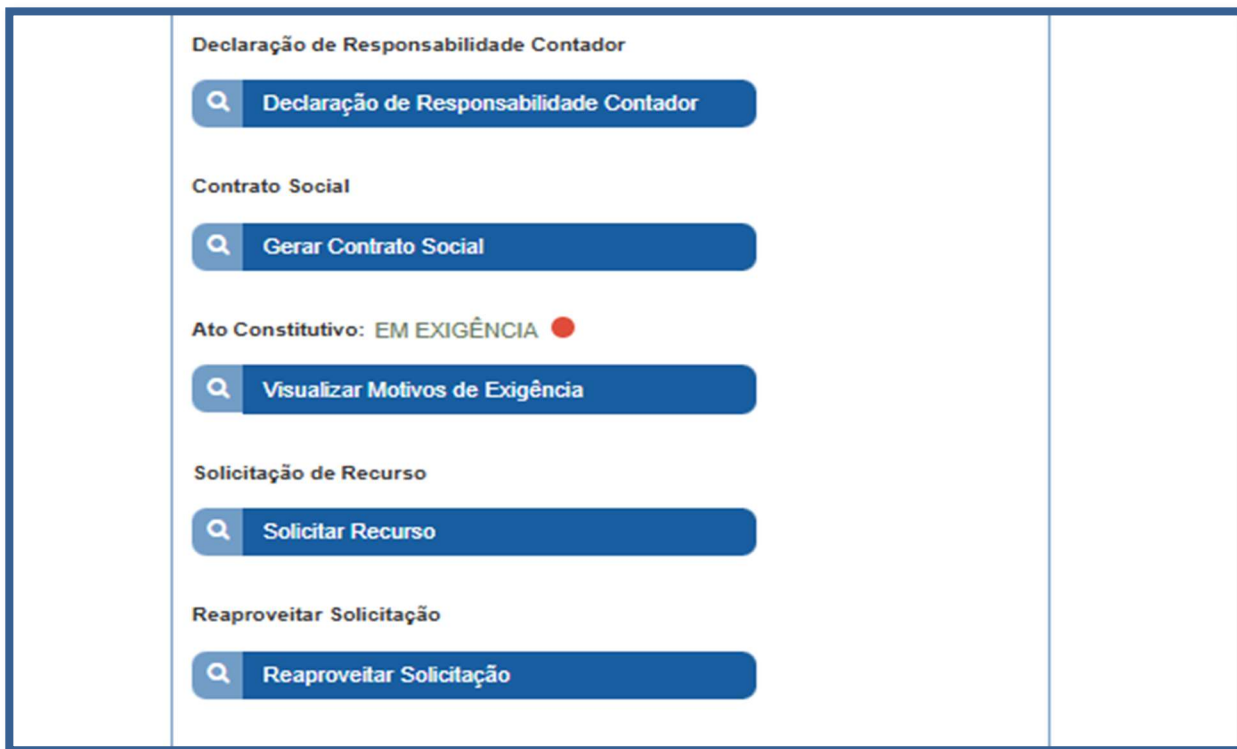 Declaração de Responsabilidade Contador
Declaração de Responsabilidade Contador
Contrato Social
Gerar Contrato Social
Ato Constitutivo: EM EXIGÊNCIA
Visualizar Motivos de Exigência
Solicitação de Recurso
Solicitar Recurso
Reaproveitar Solicitação
Reaproveitar Solicitação